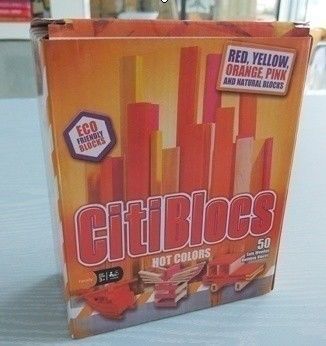 RED, YELLOW,
ORANGE, PINK
AND NATURAL BLOCKS
ECO
FRIENDLY
BLOCKS
CitiBlocs
HOT COLORS
50